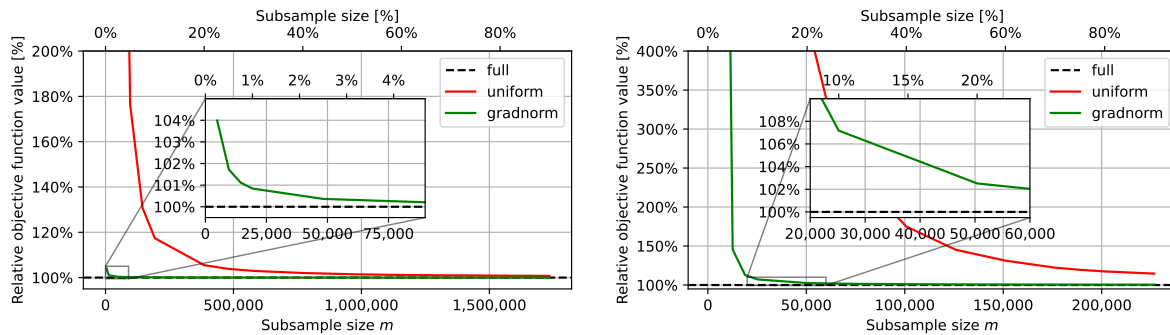 Subsample size [%]
0% 20% 40% 60% 80%
Relative objective function value [%]
200%
180%
160%
140%
120%
100%
full
uniform
gradnorm
0% 1% 2% 3% 4%
104%
102%
101%
100%
0 25,000 50,000 75,000
0 500,000 1,000,000 1,500,000
Subsample size m
Subsample size [%]
0% 20% 40% 60% 80%
Relative objective function value [%]
400%
350%
300%
250%
200%
150%
100%
full
uniform
gradnorm
10% 15% 20%
108%
106%
104%
102%
100%
20,000 30,000 40,000 50,000 60,000
0 50,000 100,000 150,000 200,000
Subsample size m